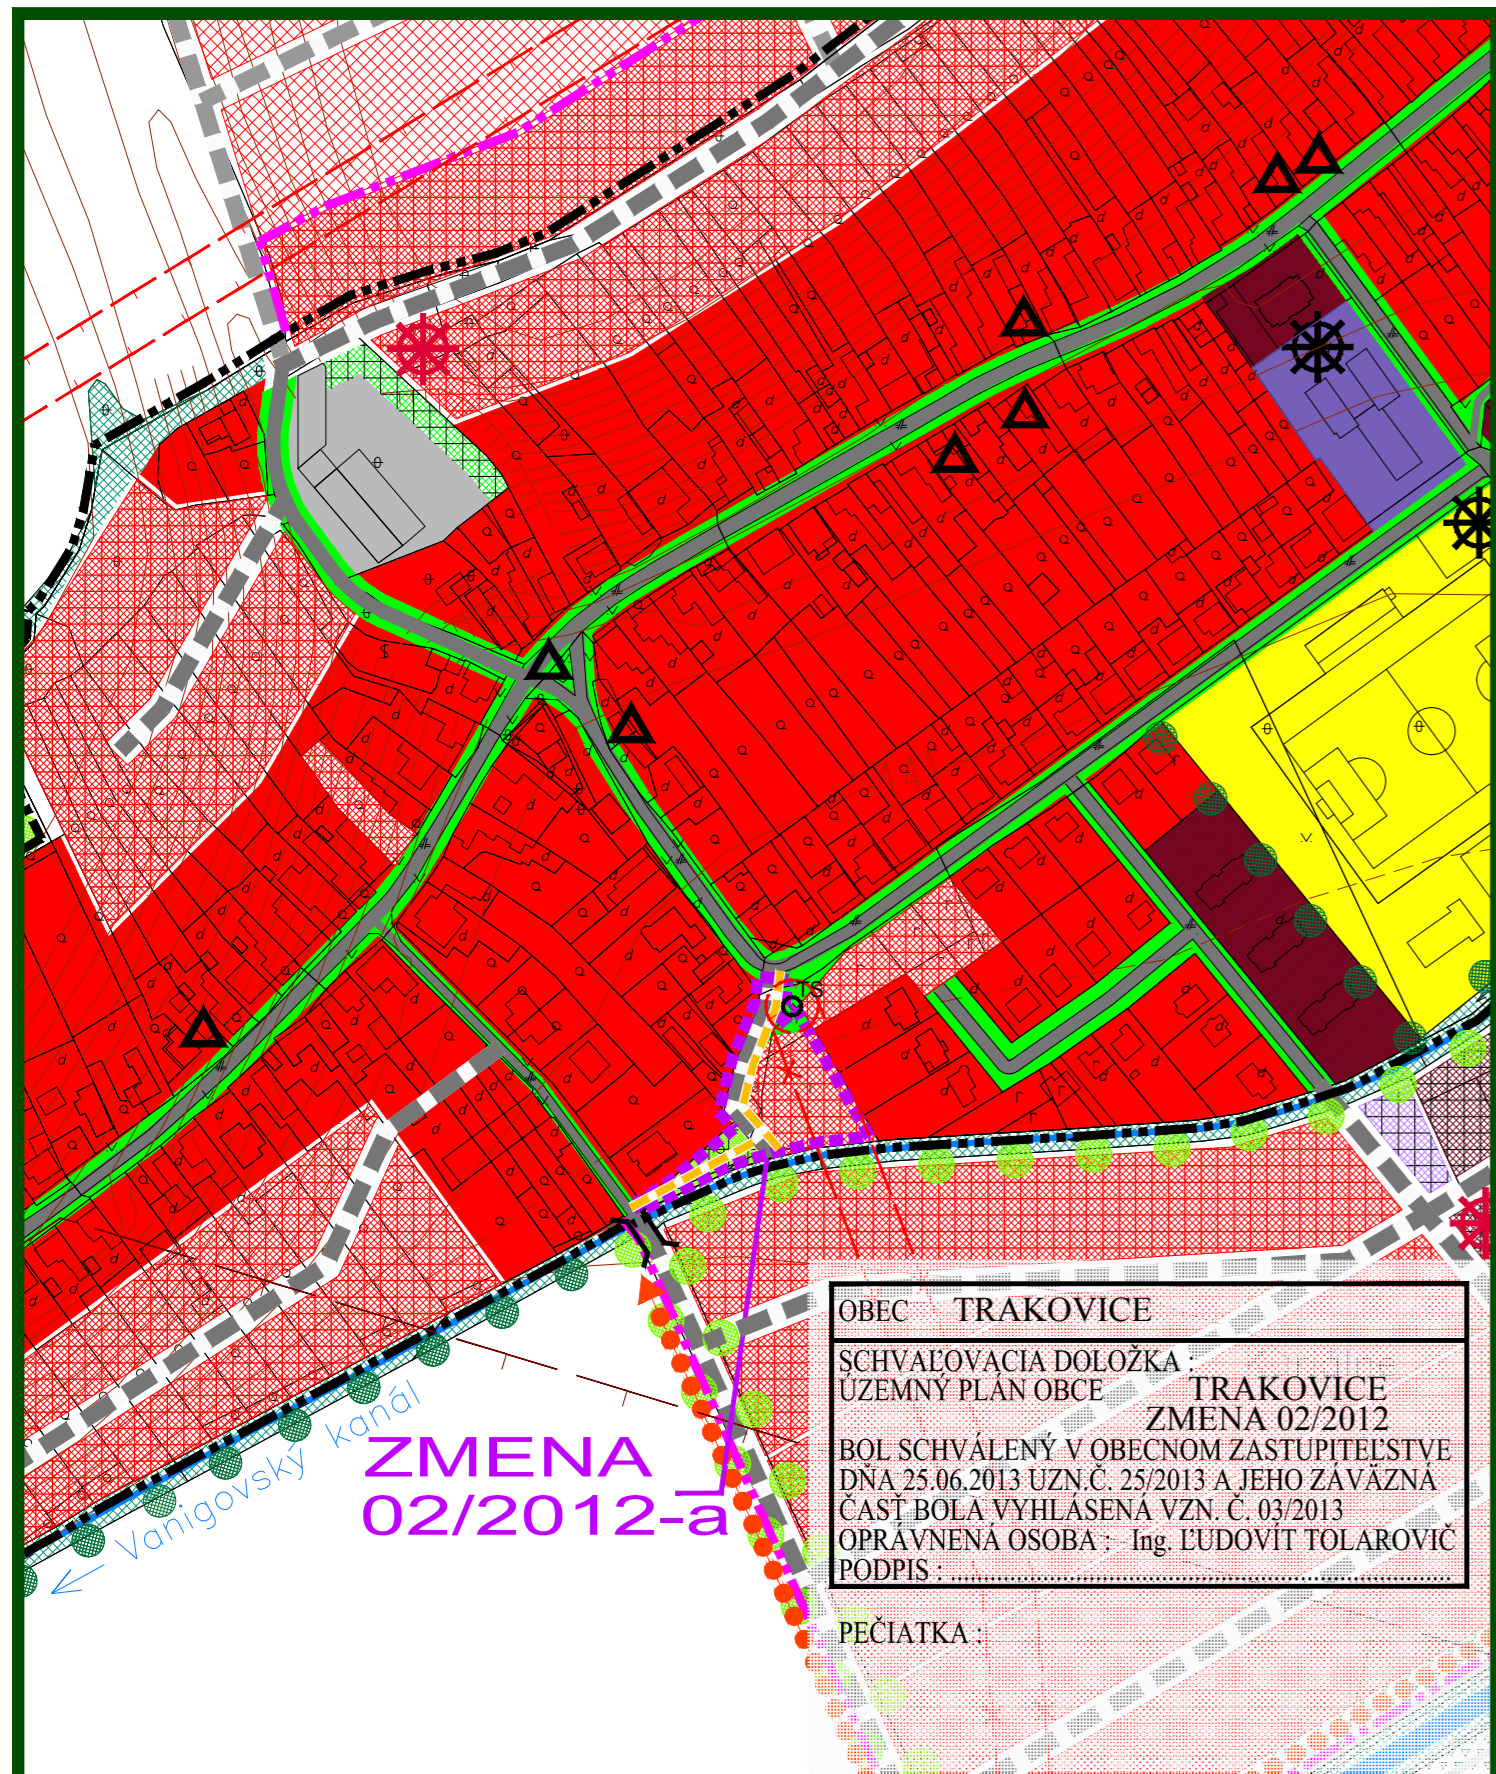 TS
Vanigovský kanál
ZMENA
02/2012-a
OBEC TRAKOVICE
SCHVAĽOVACIA DOLOŽKA :
ÚZEMNÝ PLÁN OBCE TRAKOVICE
ZMENA 02/2012
BOL SCHVÁLENÝ V OBECNOM ZASTUPITEĽSTVE
DŇA 25.06.2013 UZN.Č. 25/2013 A JEHO ZÁVÄZNÁ
ČASŤ BOLA VYHLÁSENÁ VZN. Č. 03/2013
OPRÁVNENÁ OSOBA : Ing. ĽUDOVÍT TOLAROVIČ
PODPIS : ........................................................................
PEČIATKA :